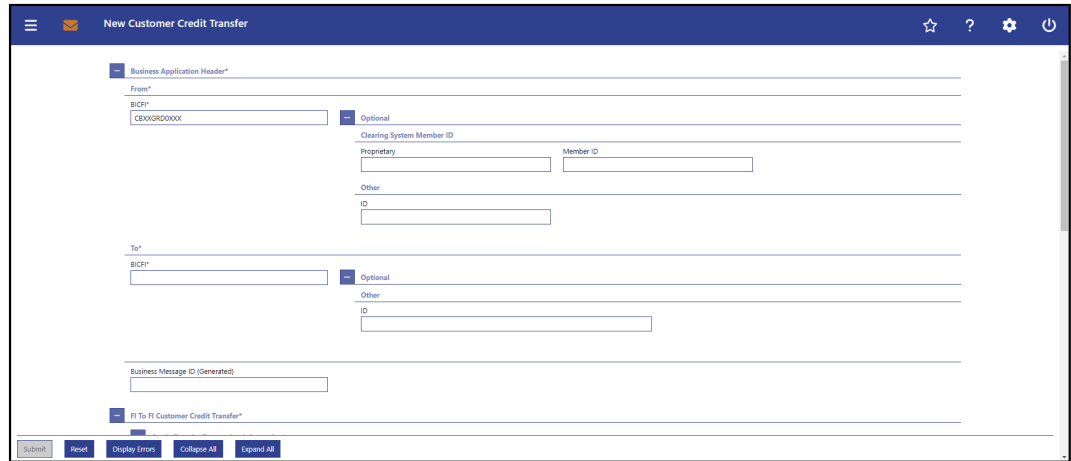 New Customer Credit Transfer
?
Business Application Header*
From*
BICFI*
CBXXGRD0XXX
Optional
Clearing System Member ID
Proprietary Member ID
Other
ID
To*
BICFI*
Optional
Other
ID
Business Message ID (Generated)
FI To FI Customer Credit Transfer*
Submit Reset Display Errors Collapse All Expand All